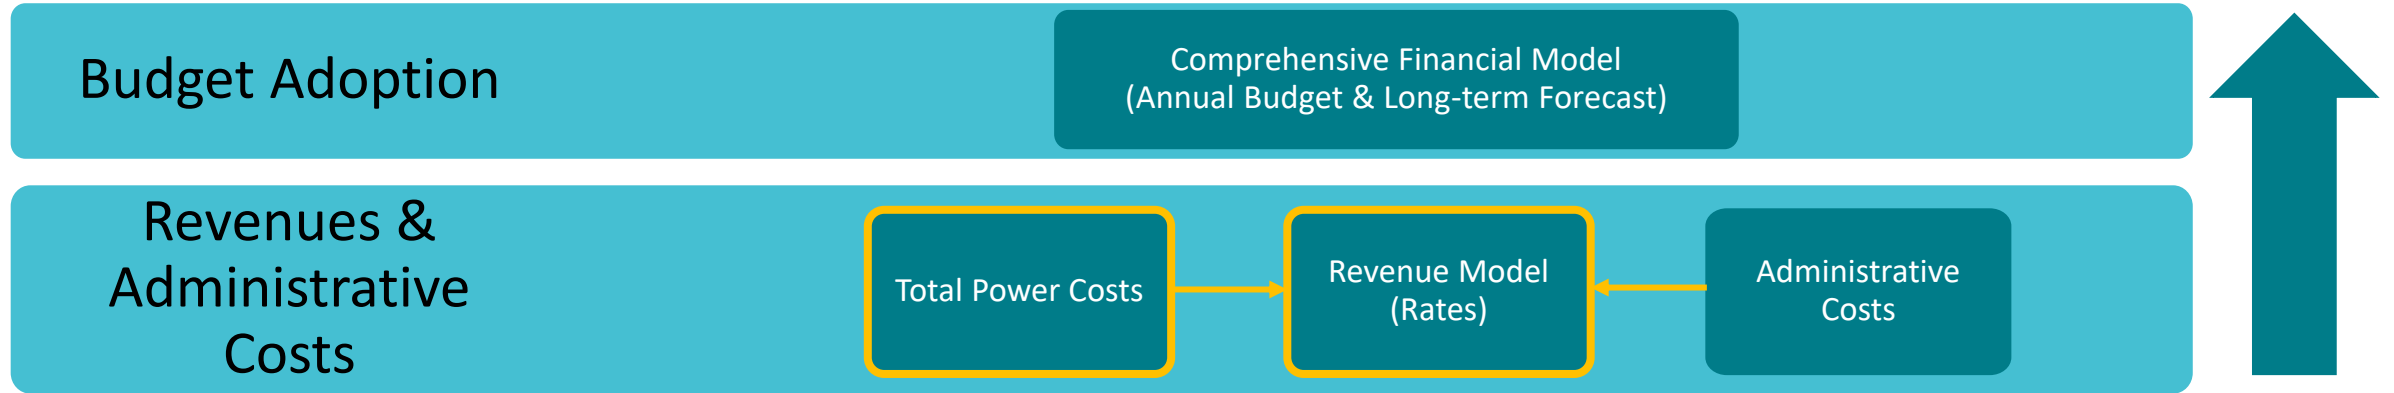 Budget Adoption
Comprehensive Financial Model
(Annual Budget & Long-term Forecast)
Revenues &
Administrative
Costs
Total Power Costs
Revenue Model
(Rates)
Administrative
Costs